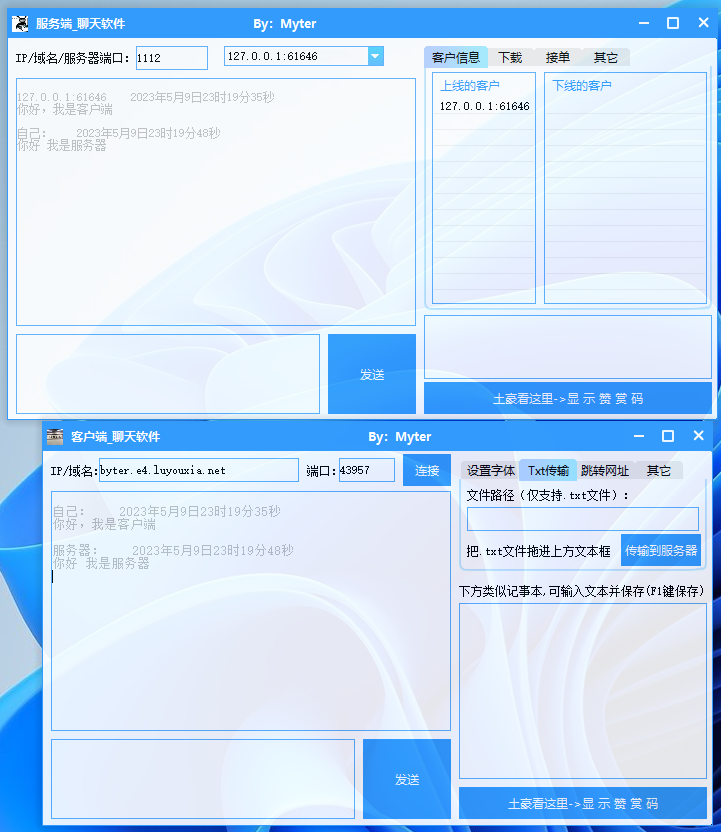 服务端_聊天软件 By: Myter
IP/域名/服务器端口: 1112 127.0.0.1:61646
127.0.0.1:61646 2023年5月9日23时19分35秒
你好，我是客户端
自己: 2023年5月9日23时19分48秒
你好 我是服务器
发送
客户信息 下载 接单 其它
上线的客户 下线的客户
127.0.0.1:61646
土豪看这里->显 示 赞 赏 码
客户端_聊天软件 By: Myter
IP/域名: byter.e4.luyouxia.net 端口: 43957 连接
自己: 2023年5月9日23时19分35秒
你好，我是客户端
服务器: 2023年5月9日23时19分48秒
你好 我是服务器
发送
设置字体 Txt传输 跳转网址 其它
文件路径（仅支持.txt文件）:
把.txt文件拖进上方文本框 传输到服务器
下方类似记事本,可输入文本并保存(F1键保存)
土豪看这里->显 示 赞 赏 码